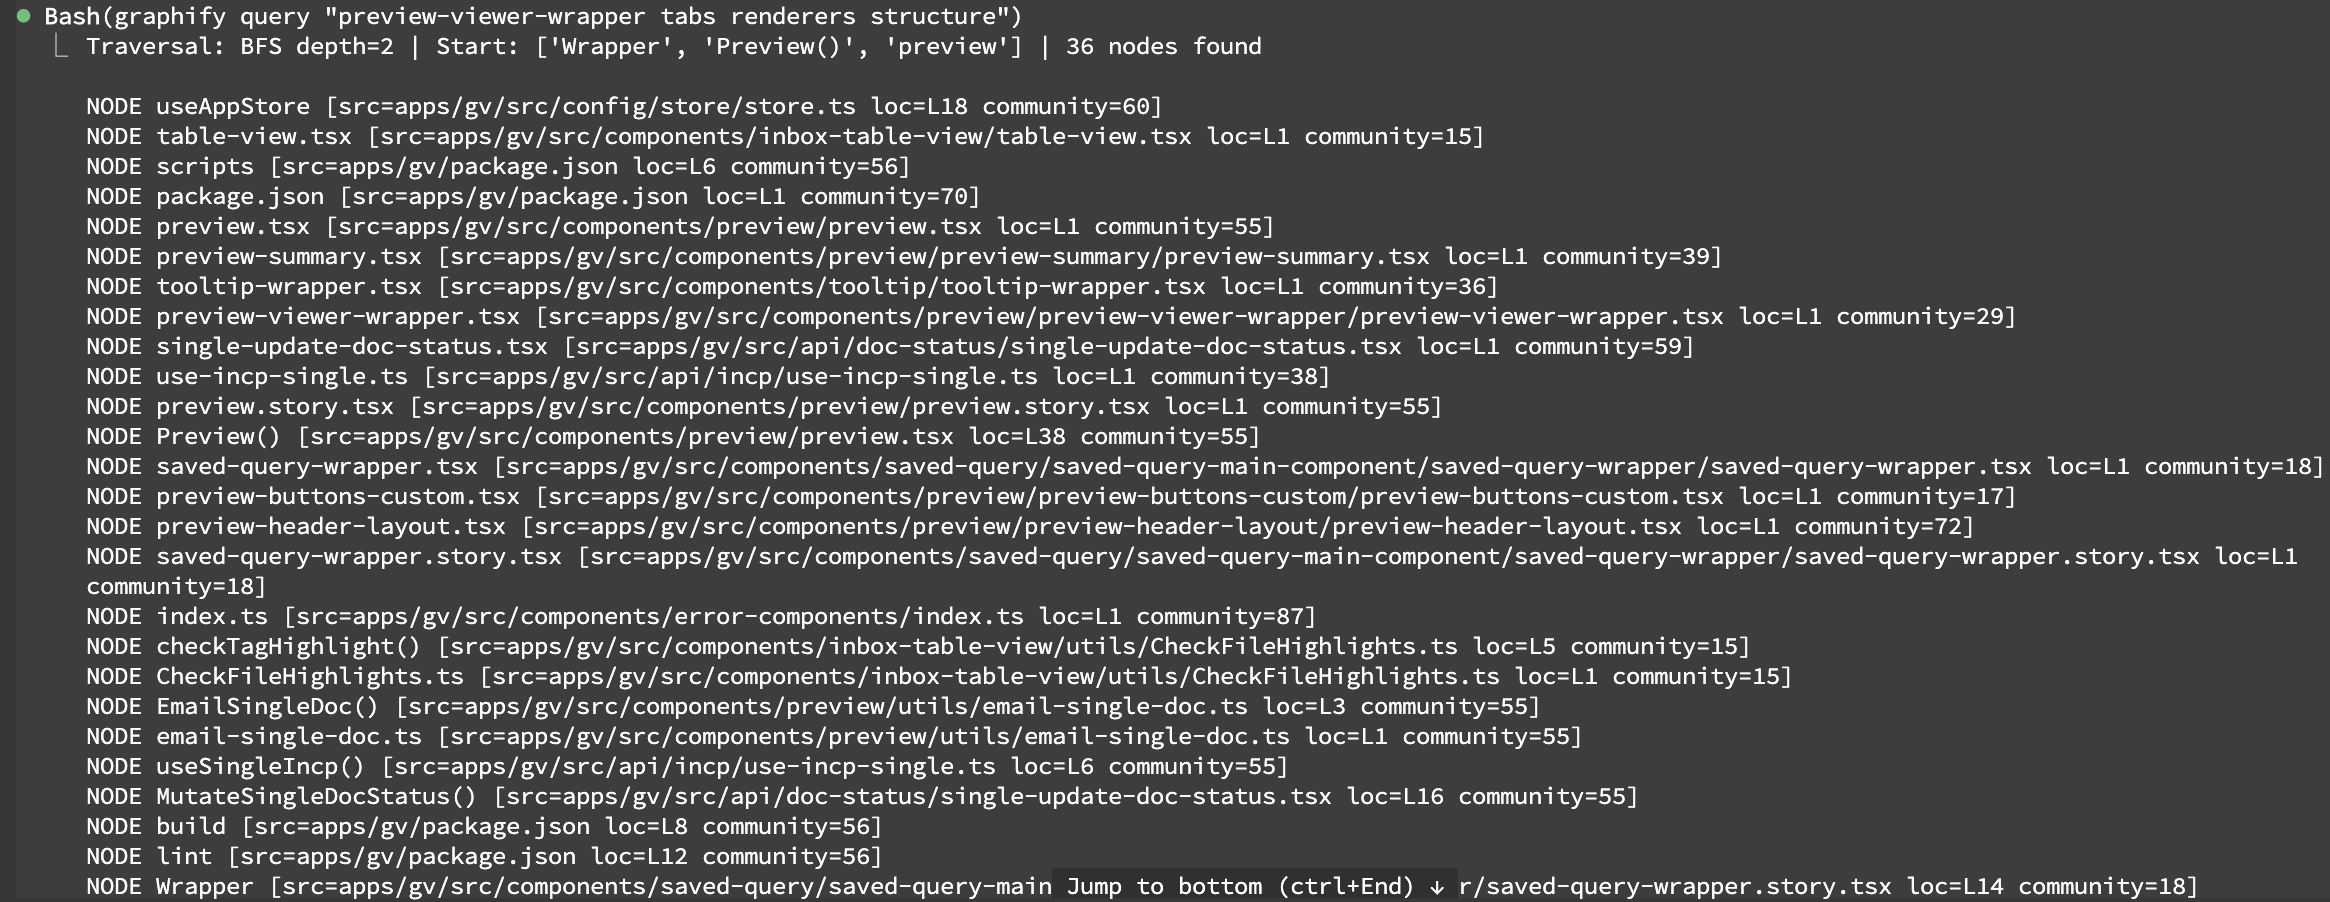 ● Bash(graphify query "preview-viewer-wrapper tabs renderers structure")
⎿ Traversal: BFS depth=2 | Start: ['Wrapper', 'Preview()', 'preview'] | 36 nodes found
NODE useAppStore [src=apps/gv/src/config/store/store.ts loc=L18 community=60]
NODE table-view.tsx [src=apps/gv/src/components/inbox-table-view/table-view.tsx loc=L1 community=15]
NODE scripts [src=apps/gv/package.json loc=L6 community=56]
NODE package.json [src=apps/gv/package.json loc=L1 community=70]
NODE preview.tsx [src=apps/gv/src/components/preview/preview.tsx loc=L1 community=55]
NODE preview-summary.tsx [src=apps/gv/src/components/preview/preview-summary/preview-summary.tsx loc=L1 community=39]
NODE tooltip-wrapper.tsx [src=apps/gv/src/components/tooltip/tooltip-wrapper.tsx loc=L1 community=36]
NODE preview-viewer-wrapper.tsx [src=apps/gv/src/components/preview/preview-viewer-wrapper/preview-viewer-wrapper.tsx loc=L1 community=29]
NODE single-update-doc-status.tsx [src=apps/gv/src/api/doc-status/single-update-doc-status.tsx loc=L1 community=59]
NODE use-incp-single.ts [src=apps/gv/src/api/incp/use-incp-single.ts loc=L1 community=38]
NODE preview.story.tsx [src=apps/gv/src/components/preview/preview.story.tsx loc=L1 community=55]
NODE Preview() [src=apps/gv/src/components/preview/preview.tsx loc=L38 community=55]
NODE saved-query-wrapper.tsx [src=apps/gv/src/components/saved-query/saved-query-main-component/saved-query-wrapper/saved-query-wrapper.tsx loc=L1 community=18]
NODE preview-buttons-custom.tsx [src=apps/gv/src/components/preview/preview-buttons-custom/preview-buttons-custom.tsx loc=L1 community=17]
NODE preview-header-layout.tsx [src=apps/gv/src/components/preview/preview-header-layout/preview-header-layout.tsx loc=L1 community=72]
NODE saved-query-wrapper.story.tsx [src=apps/gv/src/components/saved-query/saved-query-main-component/saved-query-wrapper/saved-query-wrapper.story.tsx loc=L1
community=18]
NODE index.ts [src=apps/gv/src/components/error-components/index.ts loc=L1 community=87]
NODE checkTagHighlight() [src=apps/gv/src/components/inbox-table-view/utils/CheckFileHighlights.ts loc=L5 community=15]
NODE CheckFileHighlights.ts [src=apps/gv/src/components/inbox-table-view/utils/CheckFileHighlights.ts loc=L1 community=15]
NODE EmailSingleDoc() [src=apps/gv/src/components/preview/utils/email-single-doc.ts loc=L3 community=55]
NODE email-single-doc.ts [src=apps/gv/src/components/preview/utils/email-single-doc.ts loc=L1 community=55]
NODE useSingleIncp() [src=apps/gv/src/api/incp/use-incp-single.ts loc=L6 community=55]
NODE MutateSingleDocStatus() [src=apps/gv/src/api/doc-status/single-update-doc-status.tsx loc=L16 community=55]
NODE build [src=apps/gv/package.json loc=L8 community=56]
NODE lint [src=apps/gv/package.json loc=L12 community=56]
NODE Wrapper [src=apps/gv/src/components/saved-query/saved-query-main Jump to bottom (ctrl+End) ↓ r/saved-query-wrapper.story.tsx loc=L14 community=18]